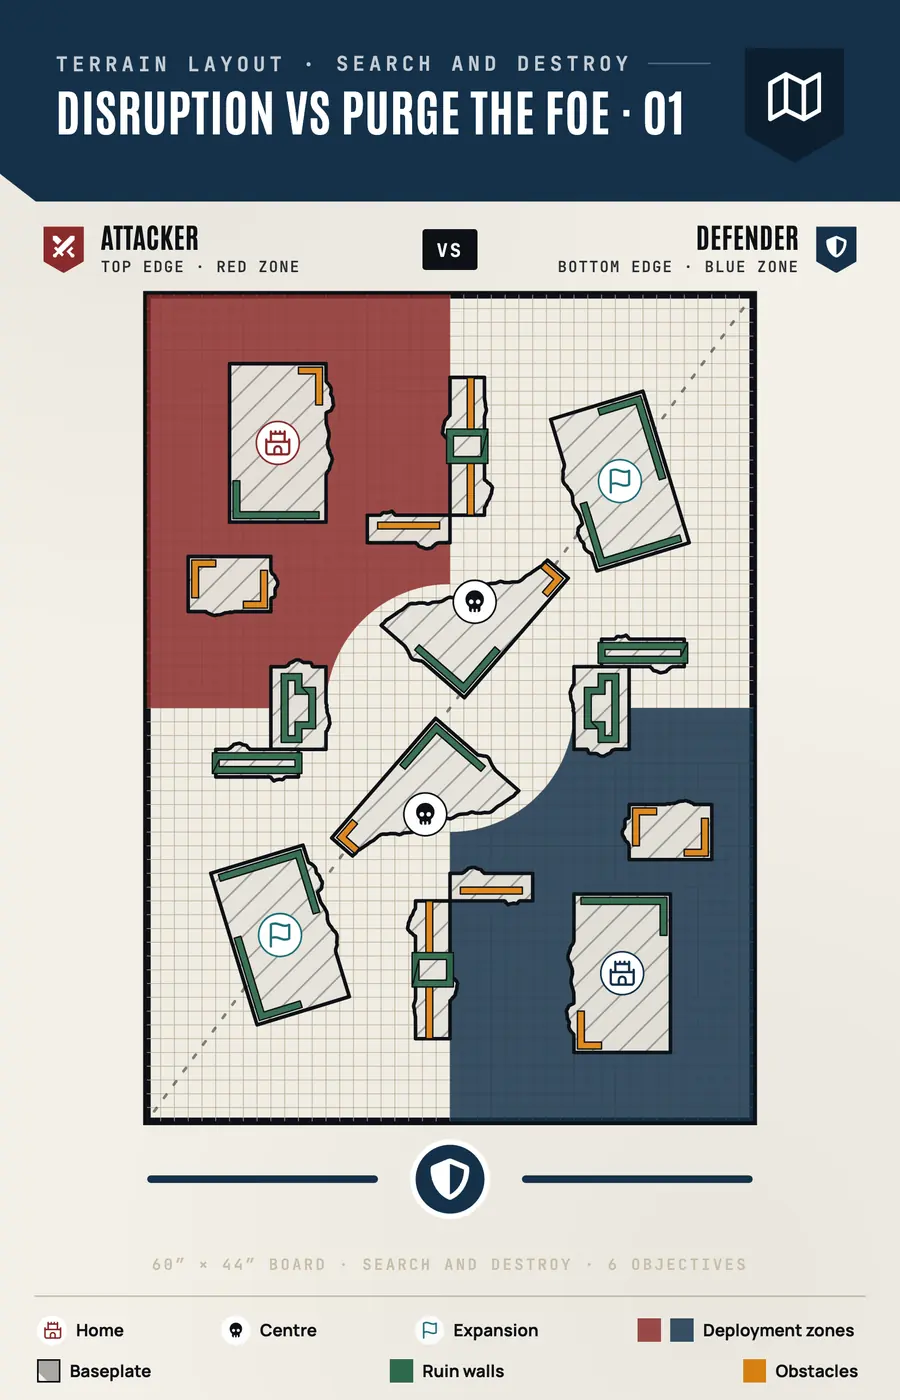 TERRAIN LAYOUT · SEARCH AND DESTROY
DISRUPTION VS PURGE THE FOE · 01
ATTACKER
TOP EDGE · RED ZONE
VS
DEFENDER
BOTTOM EDGE · BLUE ZONE
60″ × 44″ BOARD · SEARCH AND DESTROY · 6 OBJECTIVES
Home
Centre
Expansion
Deployment zones
Baseplate
Ruin walls
Obstacles